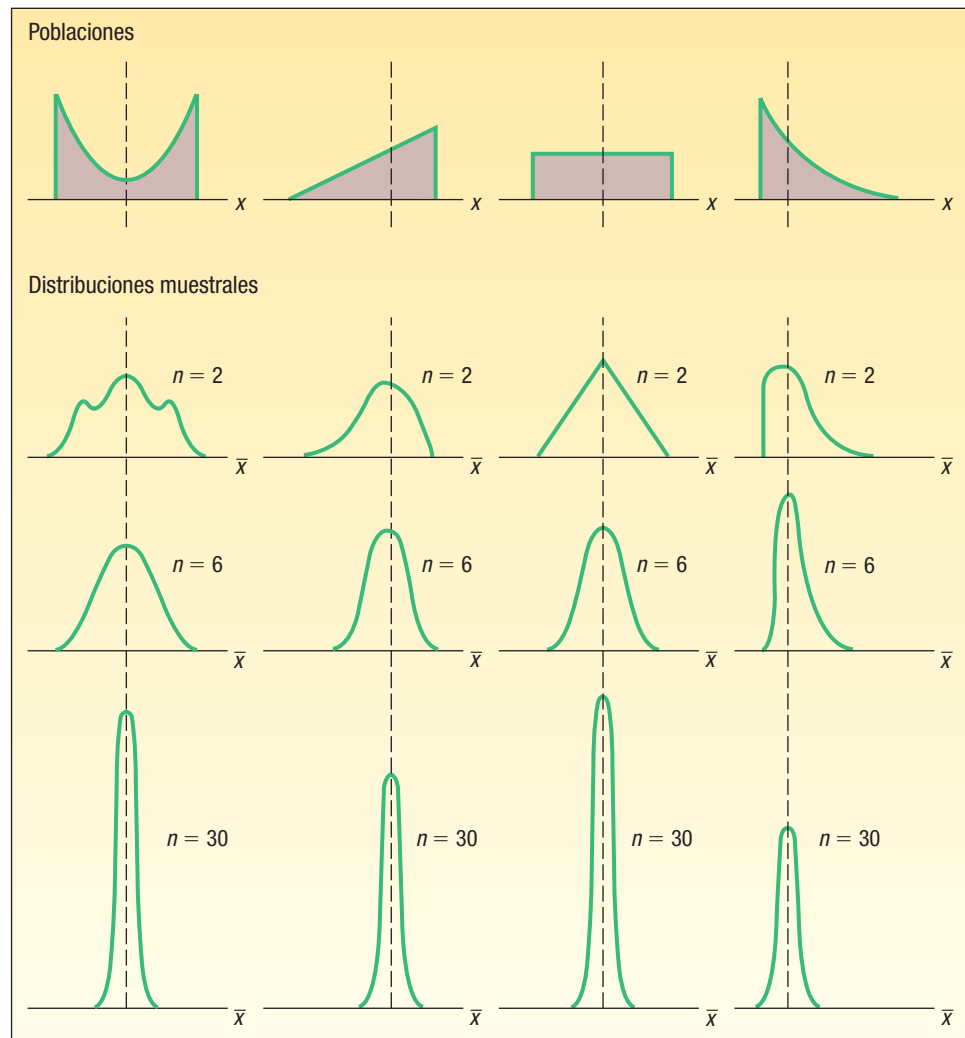 Poblaciones
x x x x
Distribuciones muestrales
n = 2 n = 2 n = 2 n = 2
x̄ x̄ x̄ x̄
n = 6 n = 6 n = 6 n = 6
x̄ x̄ x̄ x̄
n = 30 n = 30 n = 30 n = 30
x̄ x̄ x̄ x̄